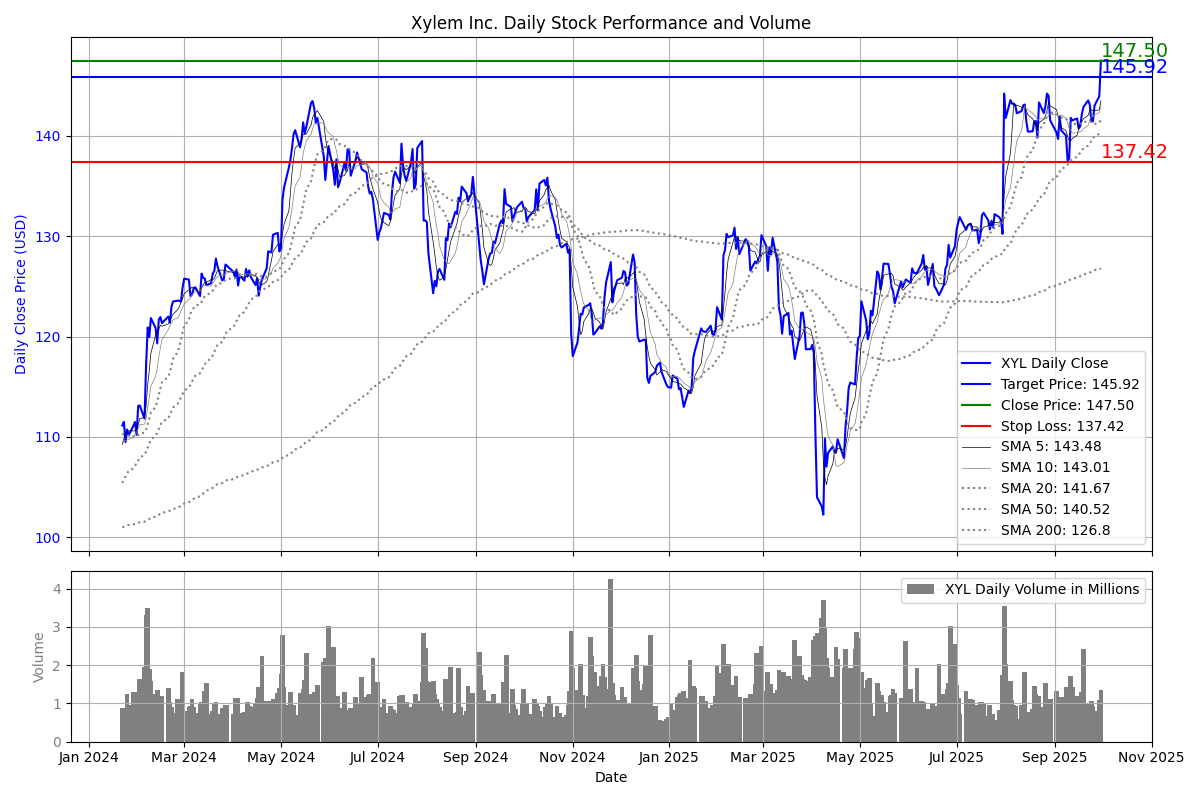 Xylem Inc. Daily Stock Performance and Volume
147.50
145.92
140
137.42
130
120
110
100
Daily Close Price (USD)
XYL Daily Close
Target Price: 145.92
Close Price: 147.50
Stop Loss: 137.42
SMA 5: 143.48
SMA 10: 143.01
SMA 20: 141.67
SMA 50: 140.52
SMA 200: 126.8
4
3
2
1
0
Volume
XYL Daily Volume in Millions
Jan 2024 Mar 2024 May 2024 Jul 2024 Sep 2024 Nov 2024 Jan 2025 Mar 2025 May 2025 Jul 2025 Sep 2025 Nov 2025
Date